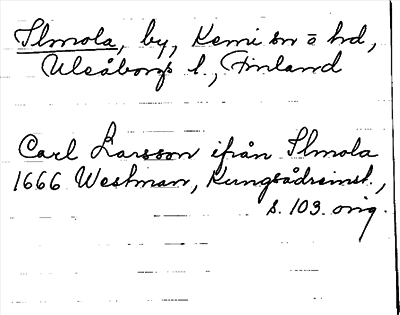 Ilmola, by, Kemi sn o hd,
Uleåborgs l., Finland
Carl Larsson ifrån Ilmola
1666 Westman, Kungsådreinst.,
s. 103. orig.